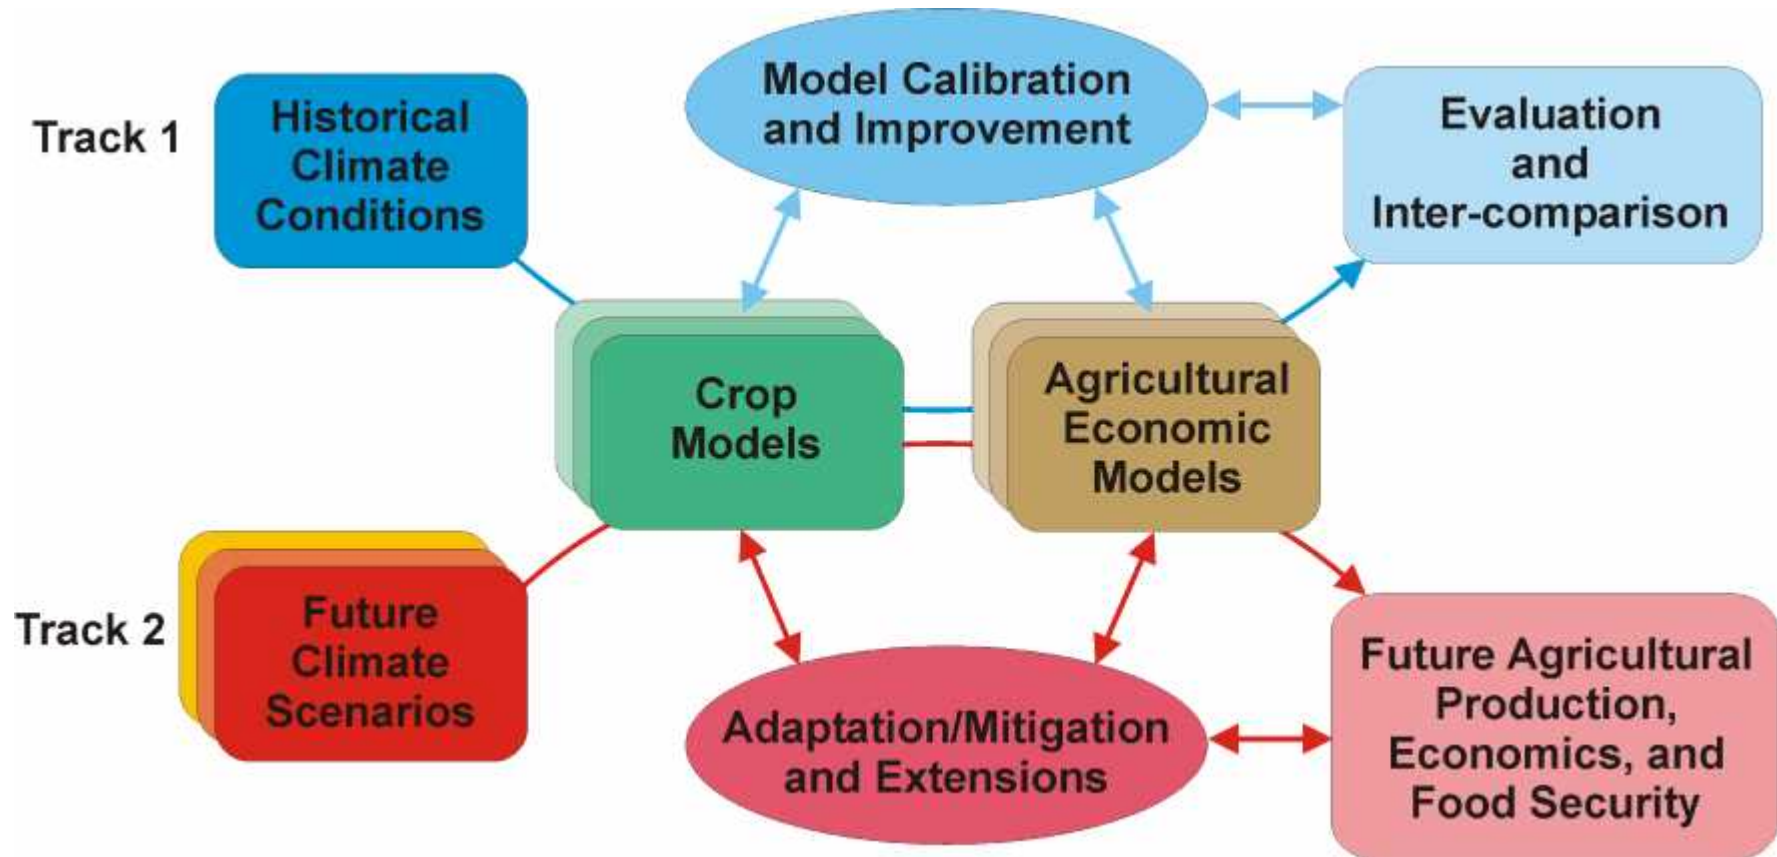 Track 1
Historical
Climate
Conditions
Model Calibration
and Improvement
Evaluation
and
Inter-comparison
Crop
Models
Agricultural
Economic
Models
Track 2
Future
Climate
Scenarios
Adaptation/Mitigation
and Extensions
Future Agricultural
Production,
Economics, and
Food Security